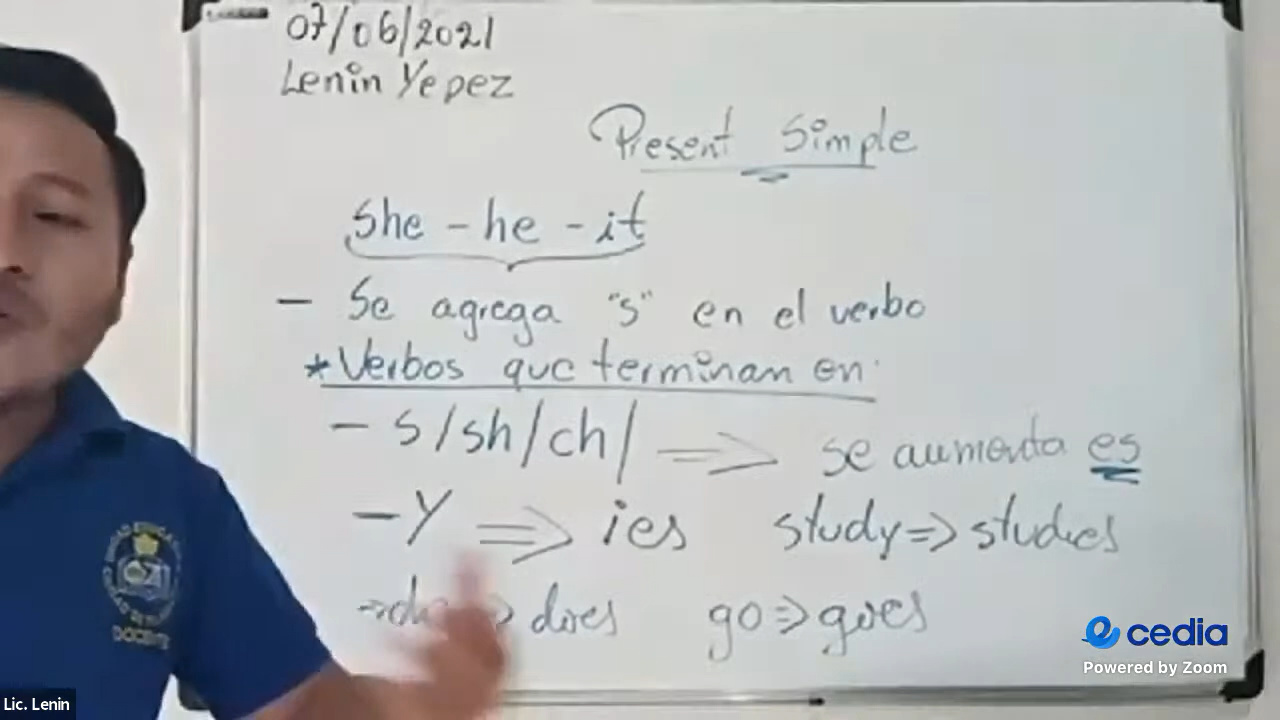 07/06/2021
Lenin Yepez
Present Simple
She - he - it
- Se agrega "s" en el verbo
* Verbos que terminan en:
- s/sh/ch/ => se aumenta es
- Y => ies study => studies
=> do => does go => goes
DOCENTE
cedia
Powered by Zoom
Lic. Lenin